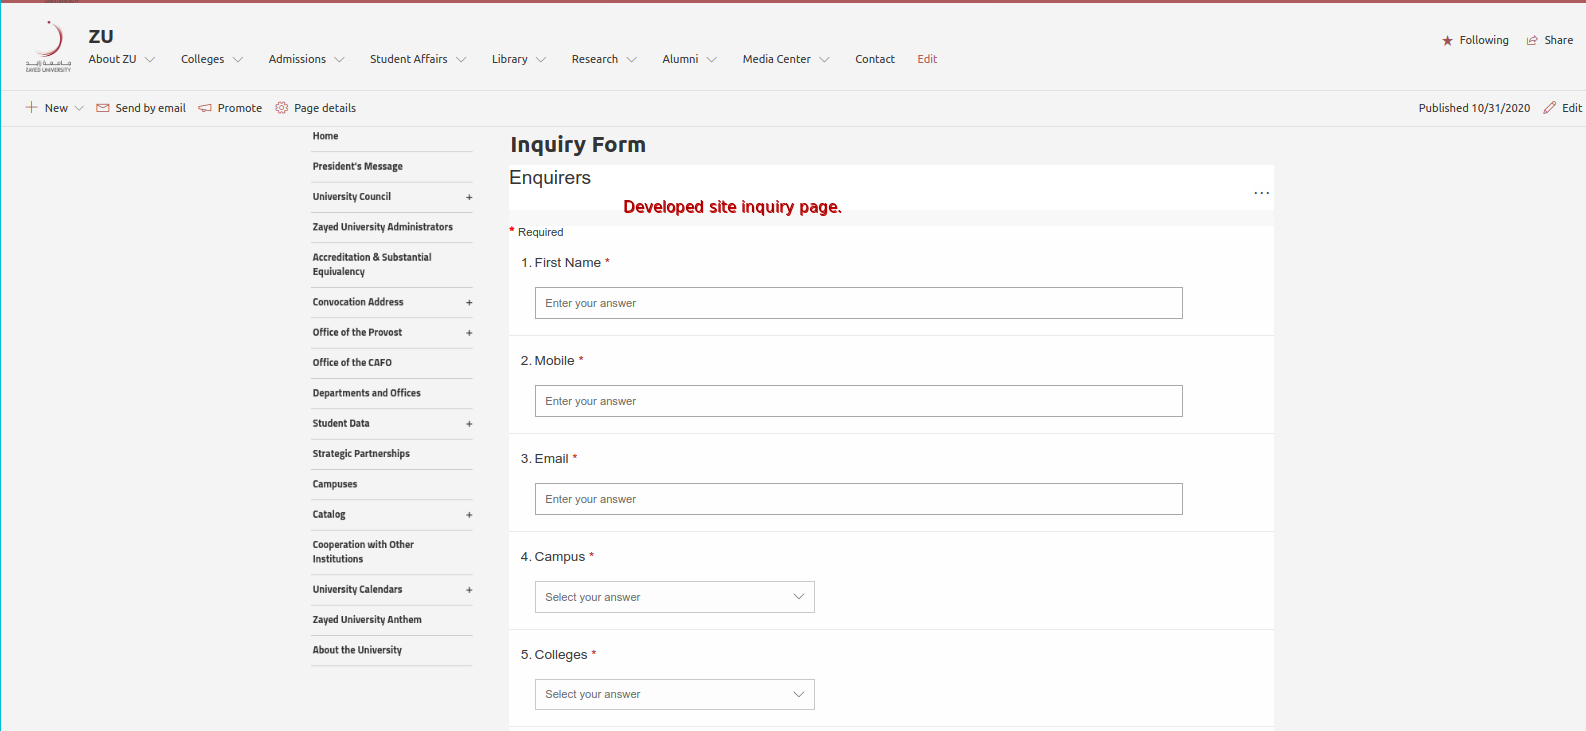 ZU
About ZU
Colleges
Admissions
Student Affairs
Library
Research
Alumni
Media Center
Contact
Edit
Following
Share
ZAYED UNIVERSITY
New
Send by email
Promote
Page details
Published 10/31/2020
Edit
Home
President's Message
University Council +
Zayed University Administrators
Accreditation & Substantial
Equivalency
Convocation Address +
Office of the Provost +
Office of the CAFO
Departments and Offices
Student Data +
Strategic Partnerships
Campuses
Catalog +
Cooperation with Other
Institutions
University Calendars +
Zayed University Anthem
About the University
Inquiry Form
Enquirers
...
Developed site inquiry page.
* Required
1. First Name *
Enter your answer
2. Mobile *
Enter your answer
3. Email *
Enter your answer
4. Campus *
Select your answer
5. Colleges *
Select your answer